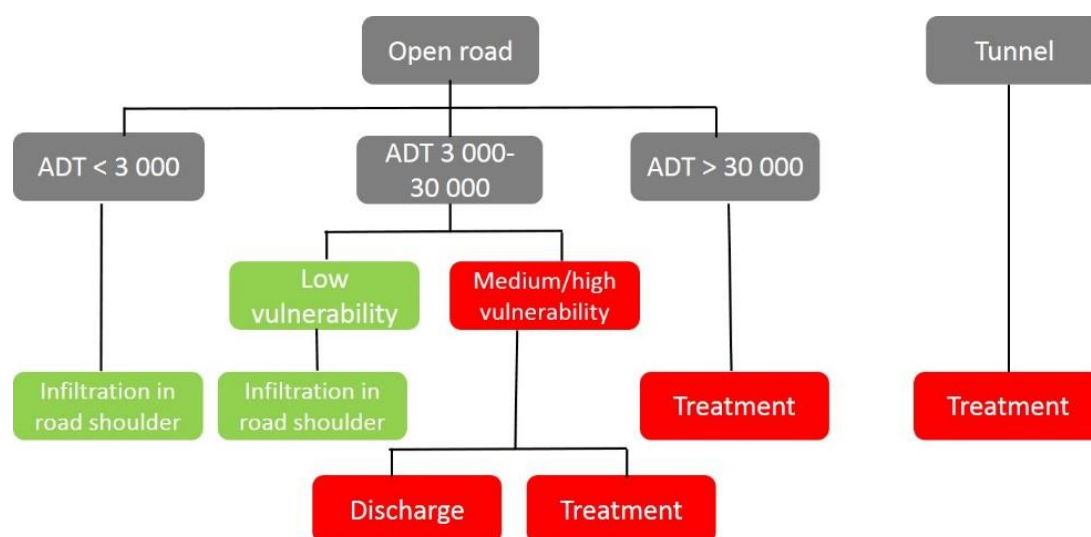 Open road
Tunnel
ADT < 3 000
ADT 3 000-
30 000
ADT > 30 000
Low
vulnerability
Medium/high
vulnerability
Infiltration in
road shoulder
Infiltration in
road shoulder
Treatment
Treatment
Discharge
Treatment